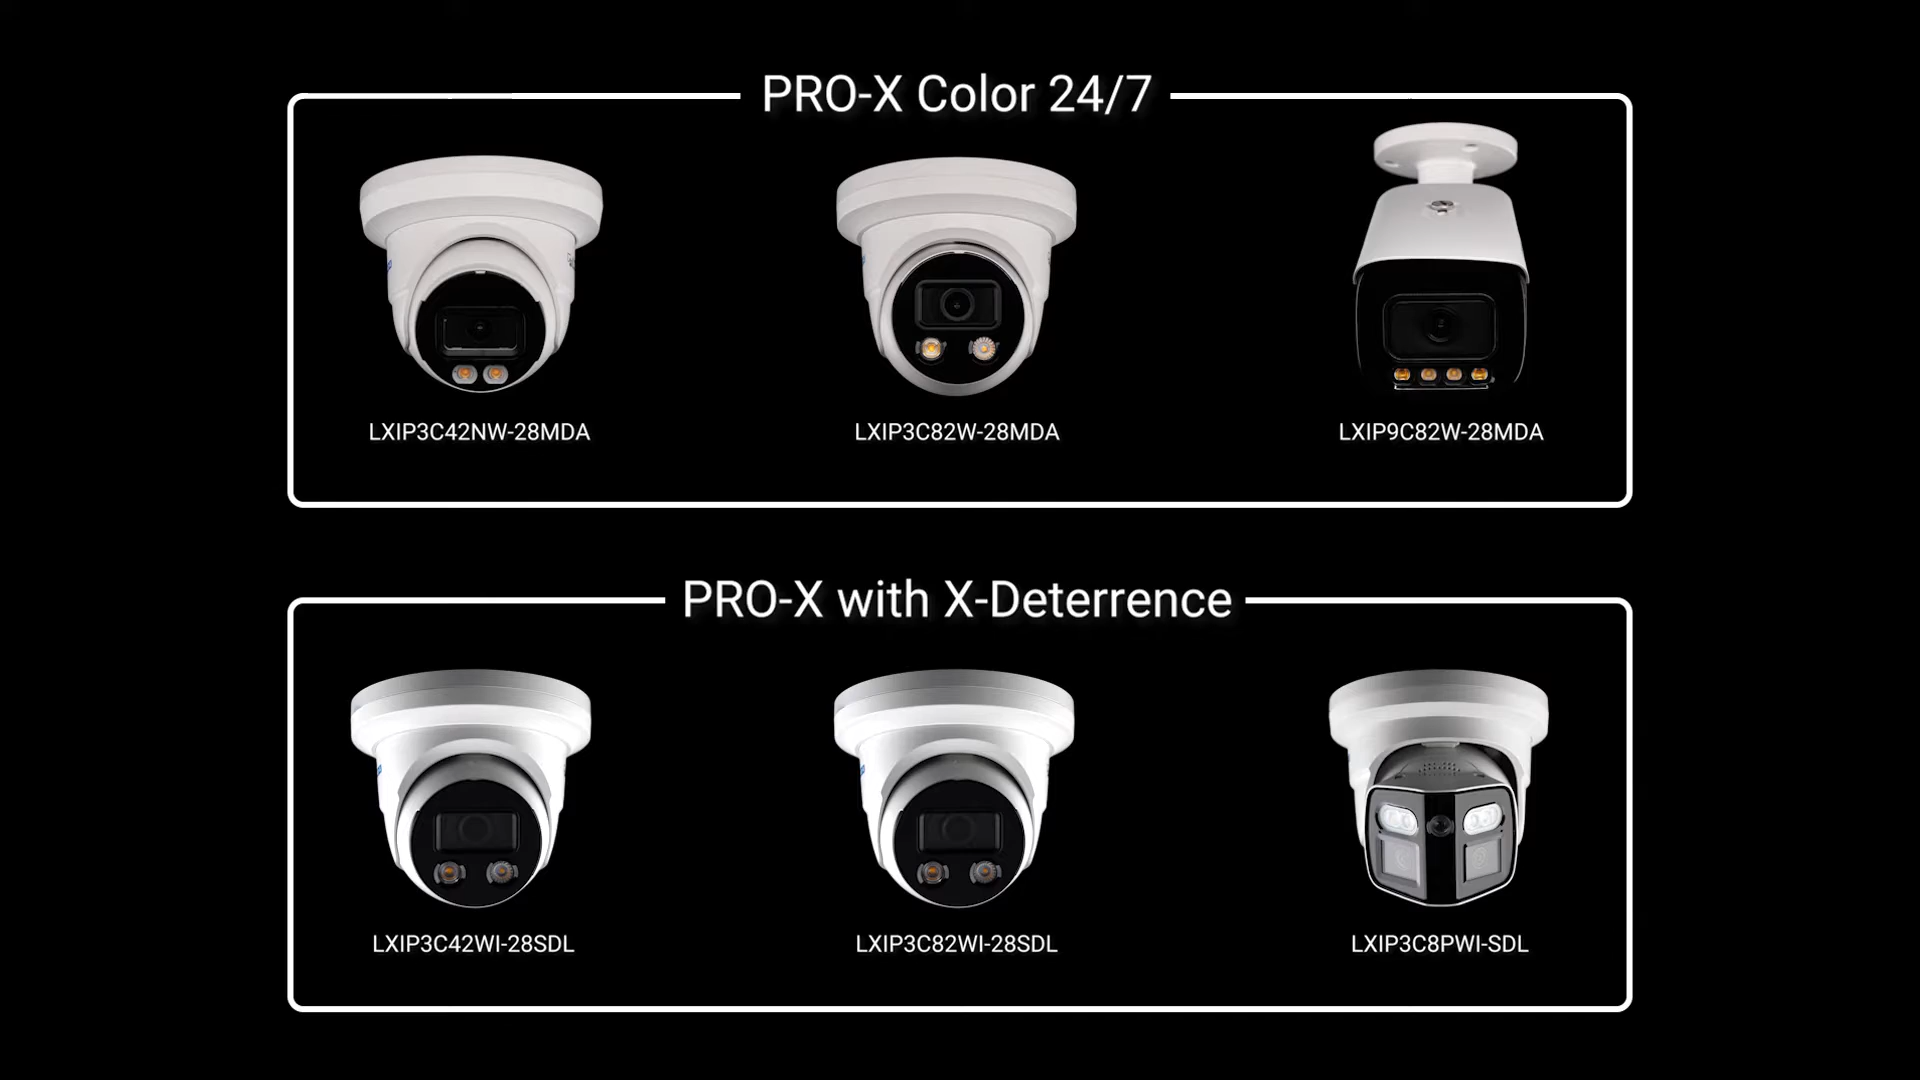 PRO-X Color 24/7
LXIP3C42NW-28MDA
LXIP3C82W-28MDA
LXIP9C82W-28MDA
PRO-X with X-Deterrence
LXIP3C42WI-28SDL
LXIP3C82WI-28SDL
LXIP3C8PWI-SDL